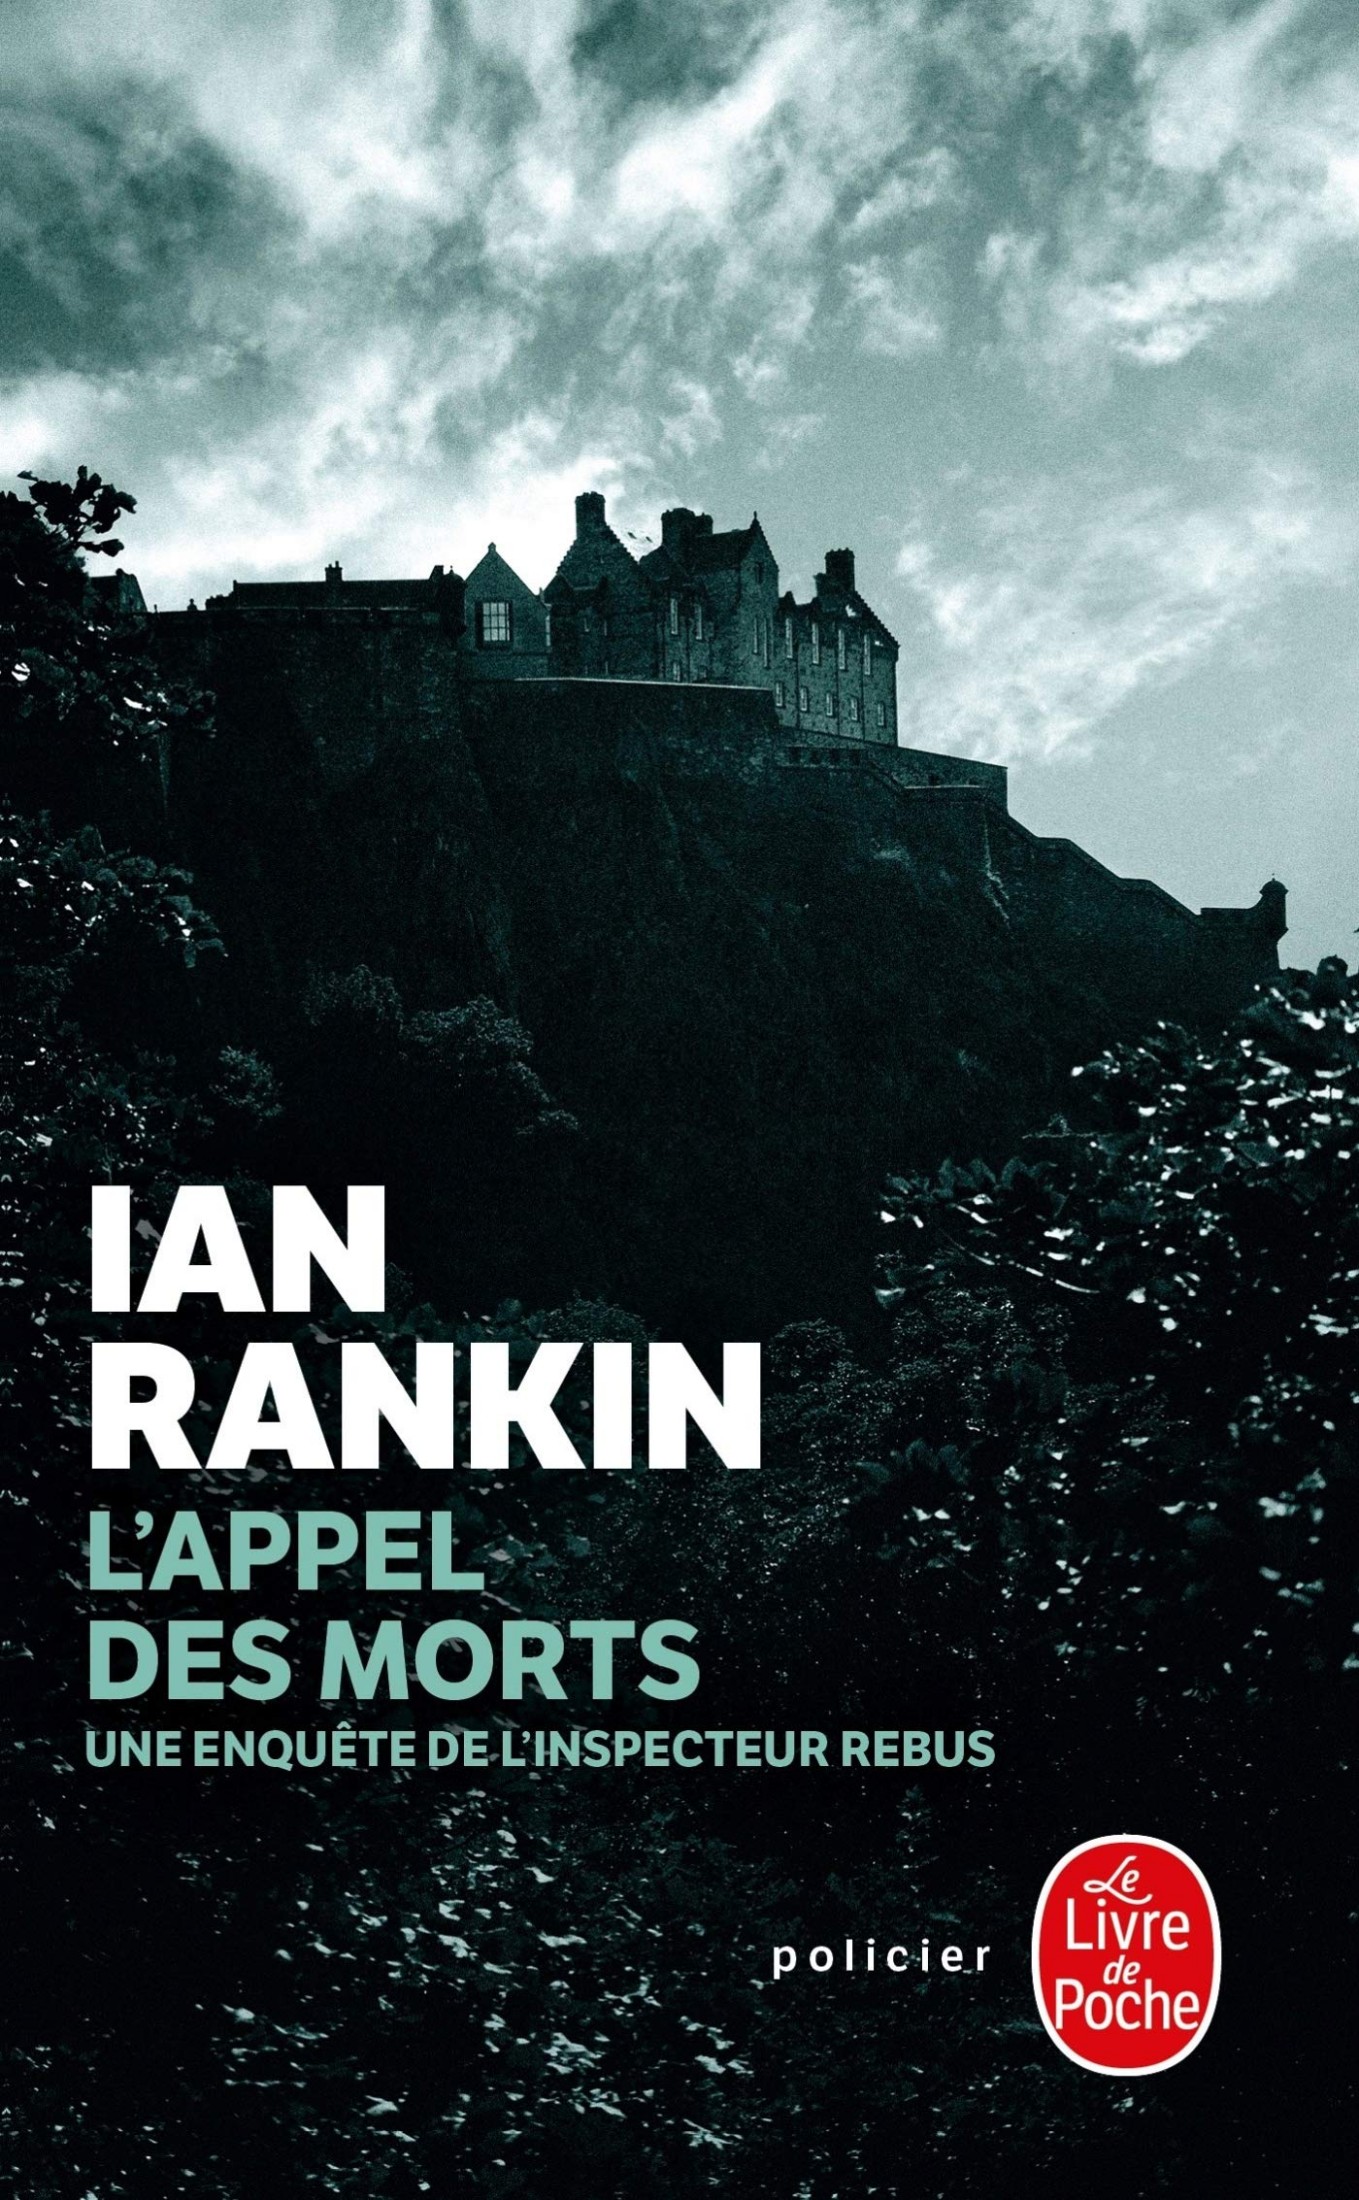 IAN
RANKIN
L’APPEL
DES MORTS
UNE ENQUÊTE DE L’INSPECTEUR REBUS
policier
Le
Livre
de
Poche